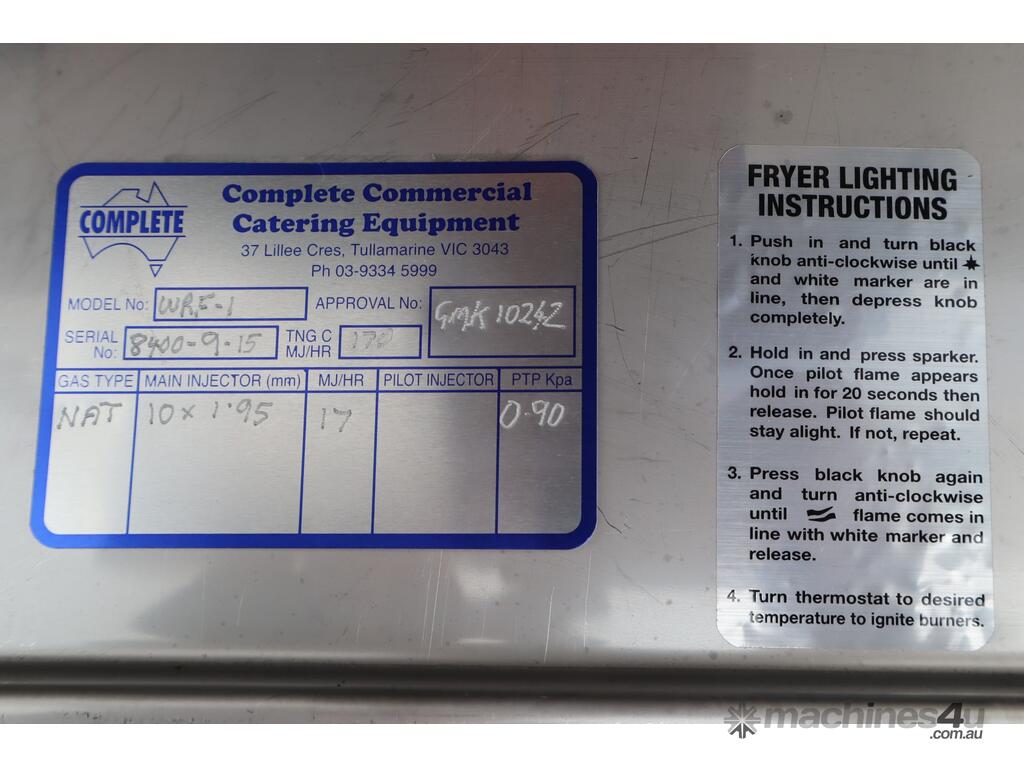 COMPLETE
Complete Commercial
Catering Equipment
37 Lillee Cres, Tullamarine VIC 3043
Ph 03-9334 5999
MODEL No: WRF-1
APPROVAL No: GMK 10242
SERIAL No: 8400-9-15
TNG C MJ/HR 170
GAS TYPE MAIN INJECTOR (mm) MJ/HR PILOT INJECTOR PTP Kpa
NAT 10 x 1.95 17 0.90
FRYER LIGHTING
INSTRUCTIONS
1. Push in and turn black
knob anti-clockwise until
and white marker are in
line, then depress knob
completely.
2. Hold in and press sparker.
Once pilot flame appears
hold in for 20 seconds then
release. Pilot flame should
stay alight. If not, repeat.
3. Press black knob again
and turn anti-clockwise
until flame comes in
line with white marker and
release.
4. Turn thermostat to desired
temperature to ignite burners.
machines4u
.com.au